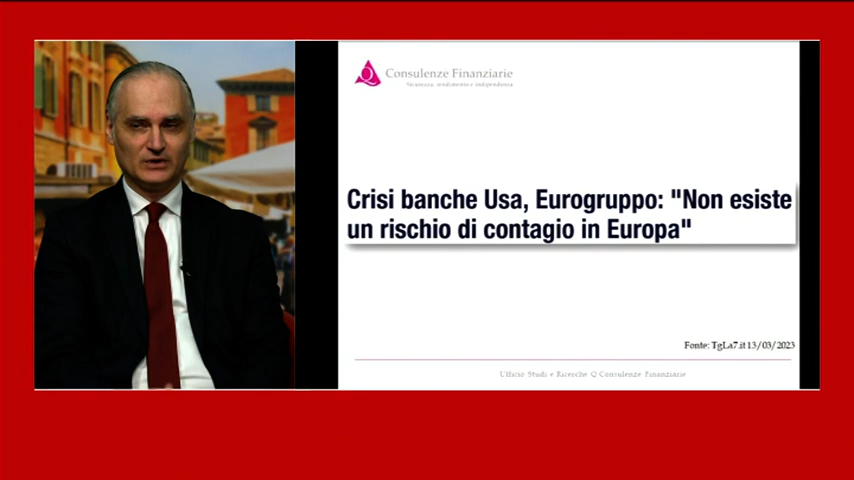 Q Consulenze Finanziarie
Sicurezza, rendimento e indipendenza
Crisi banche Usa, Eurogruppo: "Non esiste
un rischio di contagio in Europa"
Fonte: TgLa7.it 13/03/2023
Ufficio Studi e Ricerche Q Consulenze Finanziarie